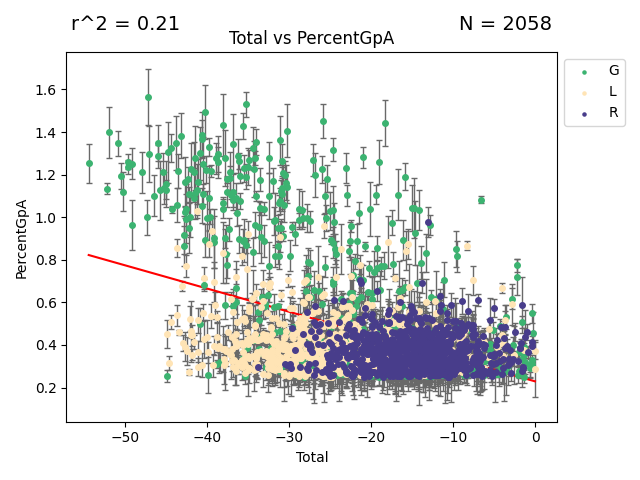 r^2 = 0.21
N = 2058
Total vs PercentGpA
G
L
R
PercentGpA
1.6
1.4
1.2
1.0
0.8
0.6
0.4
0.2
−50
−40
−30
−20
−10
0
Total